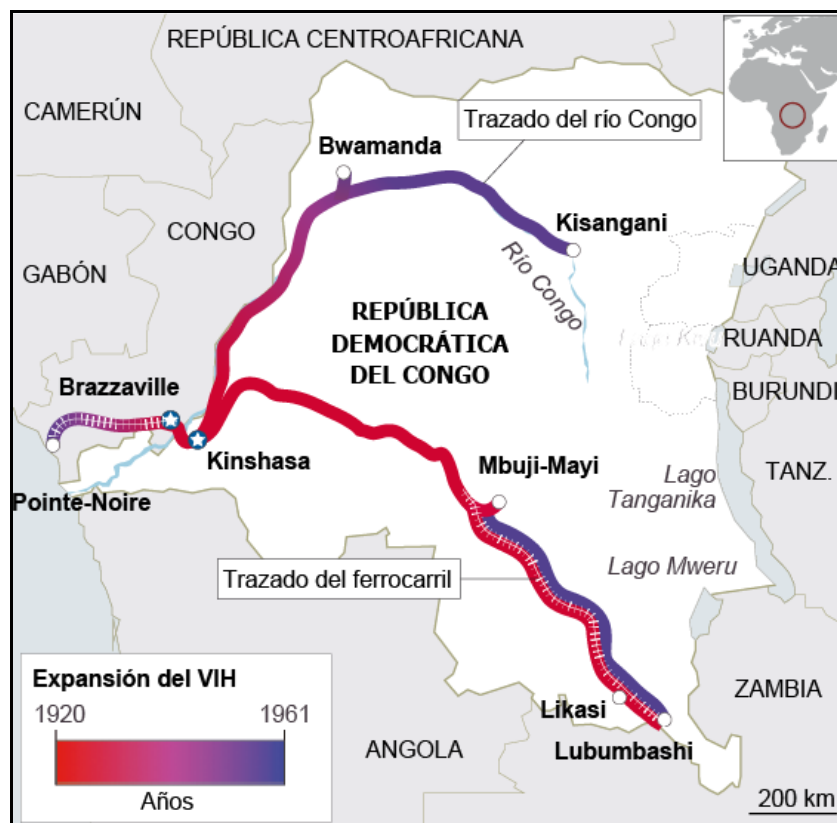 REPÚBLICA CENTROAFRICANA
CAMERÚN
Trazado del río Congo
Bwamanda
CONGO
Kisangani
GABÓN
Río Congo
UGANDA
REPÚBLICA
DEMOCRÁTICA
DEL CONGO
RUANDA
BURUNDI
Brazzaville
Kinshasa
Mbuji-Mayi
Lago
Tanganika
TANZ.
Pointe-Noire
Trazado del ferrocarril
Lago Mweru
Expansión del VIH
1920 1961
Años
ZAMBIA
Likasi
Lubumbashi
ANGOLA
200 km